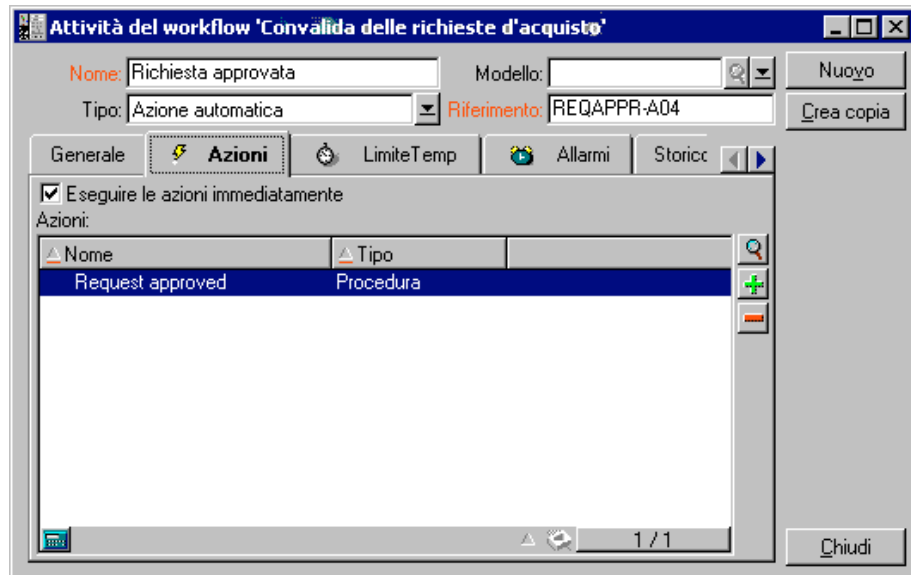 Attività del workflow 'Convalida delle richieste d'acquisto'
Nome: Richiesta approvata Modello: Nuovo
Tipo: Azione automatica Riferimento: REQAPPR-A04 Crea copia
Generale Azioni LimiteTemp Allarmi Storicc
Eseguire le azioni immediatamente
Azioni:
Nome Tipo
Request approved Procedura
1 / 1 Chiudi